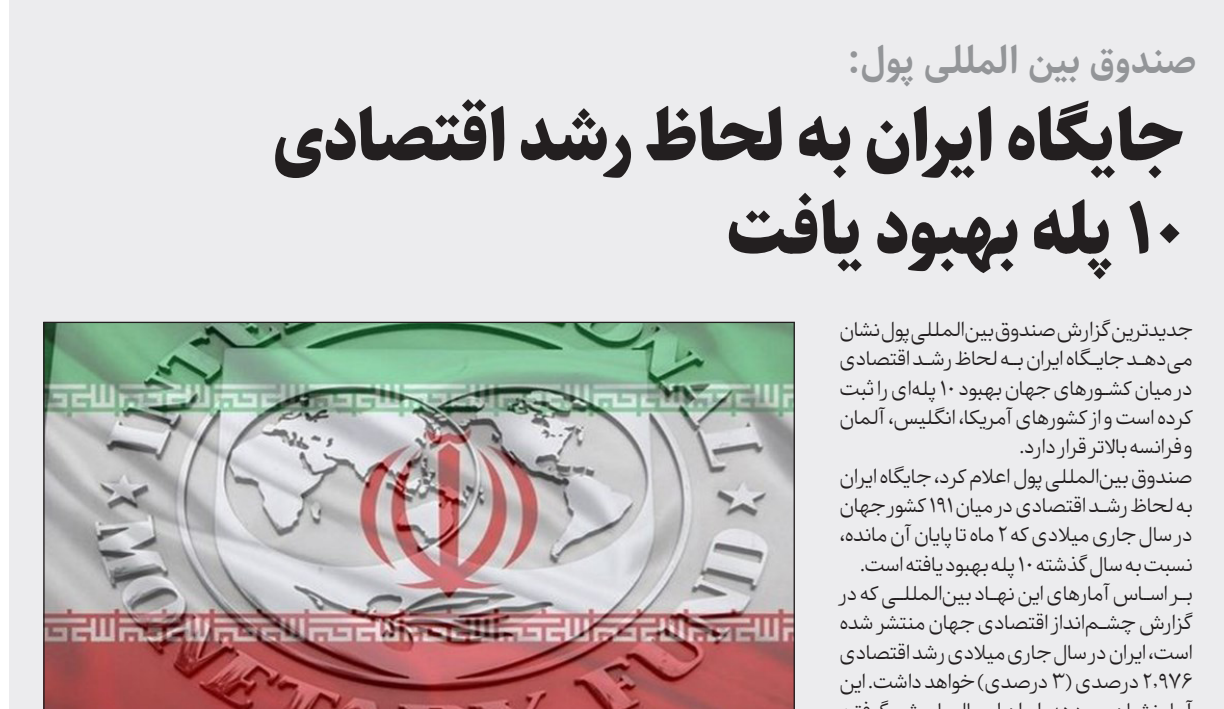 صندوق بین المللی پول:
جایگاه ایران به لحاظ رشد اقتصادی
۱۰ پله بهبود یافت
جدیدترین گزارش صندوق بین‌المللی پول نشان
می‌دهد جایگاه ایران به لحاظ رشد اقتصادی
در میان کشورهای جهان بهبود ۱۰ پله‌ای را ثبت
کرده است و از کشورهای آمریکا، انگلیس، آلمان
و فرانسه بالاتر قرار دارد.
صندوق بین‌المللی پول اعلام کرد، جایگاه ایران
به لحاظ رشد اقتصادی در میان ۱۹۱ کشور جهان
در سال جاری میلادی که ۲ ماه تا پایان آن مانده،
نسبت به سال گذشته ۱۰ پله بهبود یافته است.
بر اساس آمارهای این نهاد بین‌المللی که در
گزارش چشم‌انداز اقتصادی جهان منتشر شده
است، ایران در سال جاری میلادی رشد اقتصادی
۲،۹۷۶ درصدی (۳ درصدی) خواهد داشت. این
INTERNATIONAL
MONETARY FUND